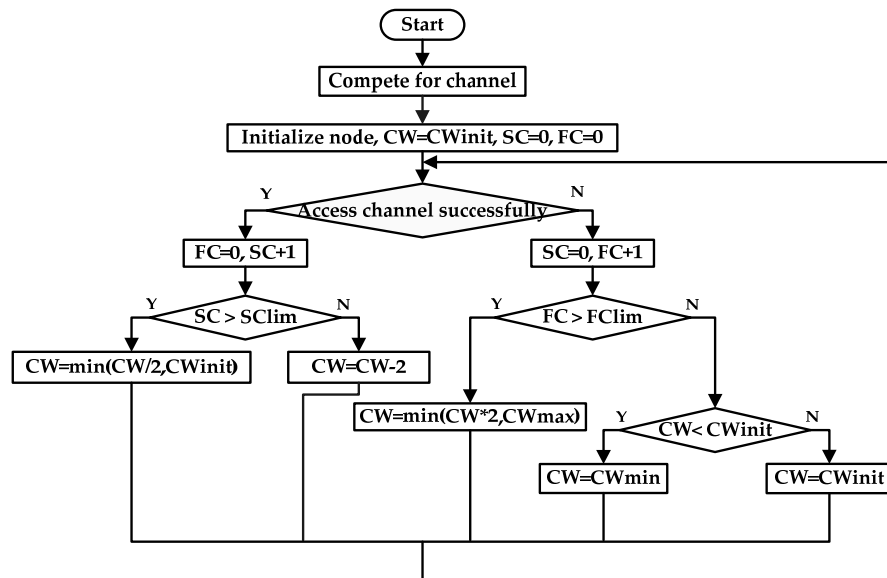 Start
Compete for channel
Initialize node, CW=CWinit, SC=0, FC=0
Y
N
Access channel successfully
FC=0, SC+1
SC=0, FC+1
Y
SC > SClim
N
Y
FC > FClim
N
CW=min(CW/2,CWinit)
CW=CW-2
CW=min(CW*2,CWmax)
Y
CW< CWinit
N
CW=CWmin
CW=CWinit